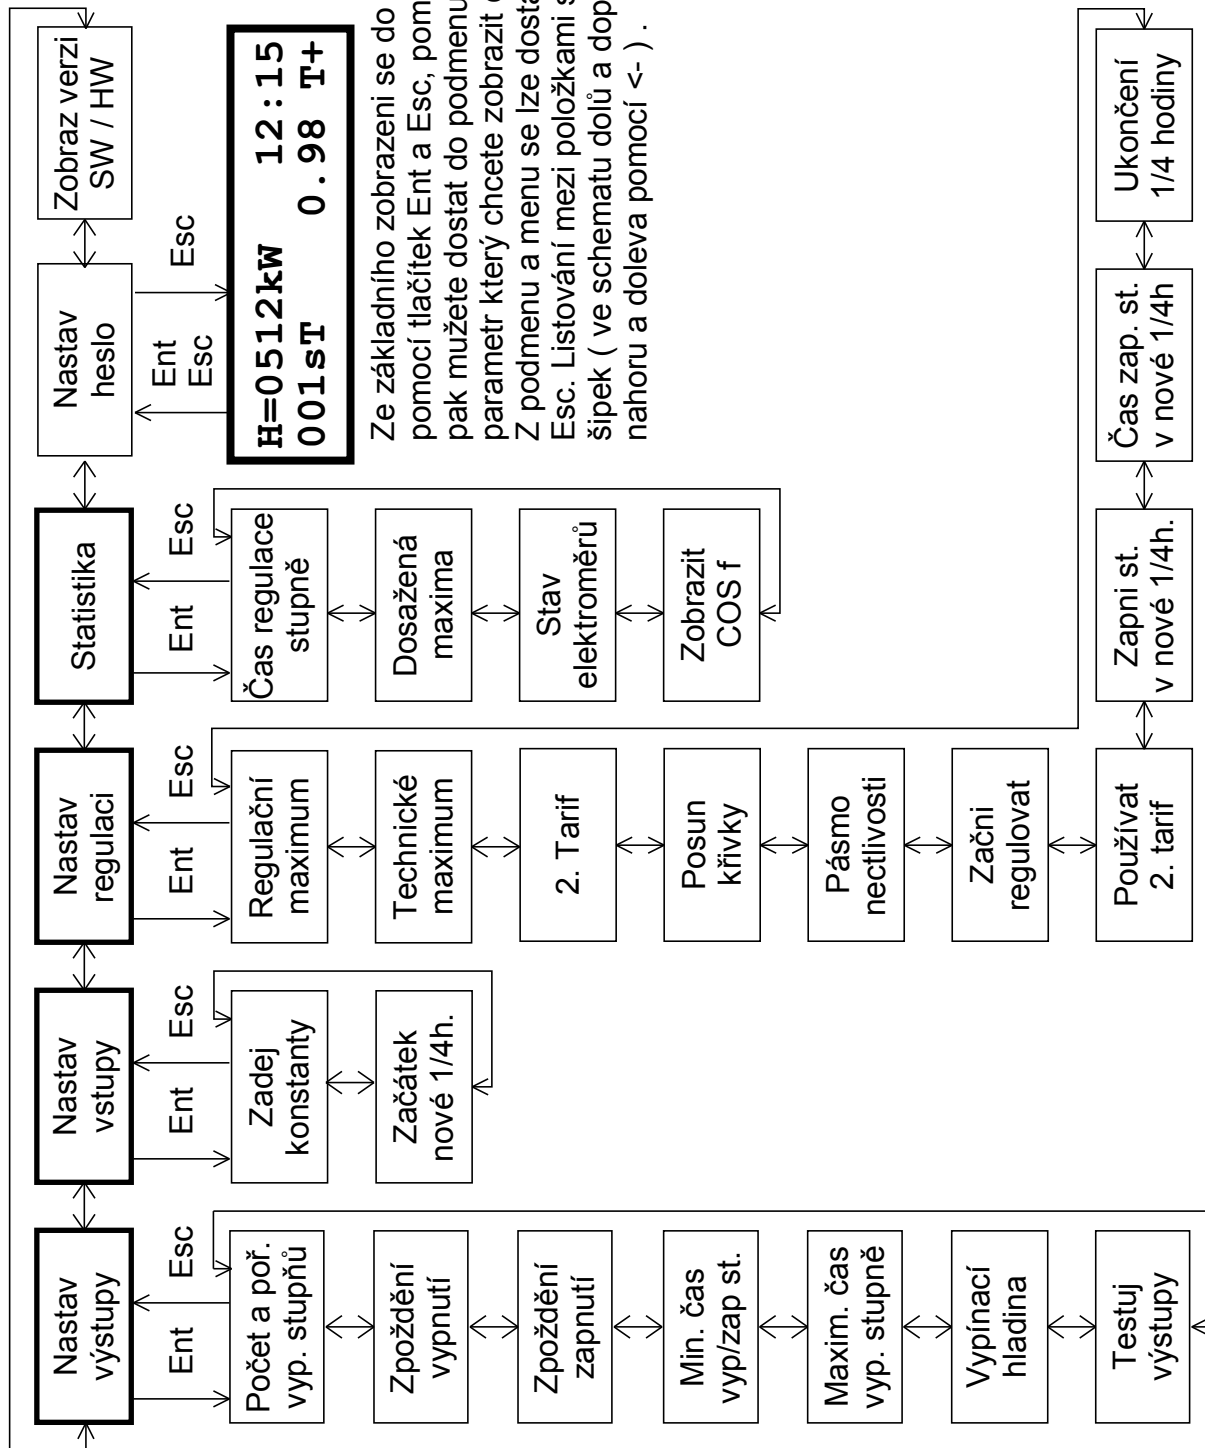 Nastav
výstupy
Nastav
vstupy
Nastav
regulaci
Statistika
Nastav
heslo
Zobraz verzi
SW / HW
Ent
Esc
Ent
Esc
Ent
Esc
Ent
Esc
Ent
Esc
Esc
Počet a poř.
vyp. stupňů
Zpoždění
vypnutí
Zpoždění
zapnutí
Min. čas
vyp/zap st.
Maxim. čas
vyp. stupně
Vypínací
hladina
Testuj
výstupy
Zadej
konstanty
Začátek
nové 1/4h.
Regulační
maximum
Technické
maximum
2. Tarif
Posun
křivky
Pásmo
nectlivosti
Začni
regulovat
Používat
2. tarif
Zapni st.
v nové 1/4h.
Čas zap. st.
v nové 1/4h
Ukončení
1/4 hodiny
Čas regulace
stupně
Dosažená
maxima
Stav
elektroměrů
Zobrazit
COS f
H=0512kW 12:15
001sT 0.98 T+
Ze základního zobrazeni se do
pomocí tlačítek Ent a Esc, pom
pak mužete dostat do podmenu
parametr který chcete zobrazit
Z podmenu a menu se lze dosta
Esc. Listování mezi položkami s
šipek ( ve schematu dolů a dop
nahoru a doleva pomocí <- ) .